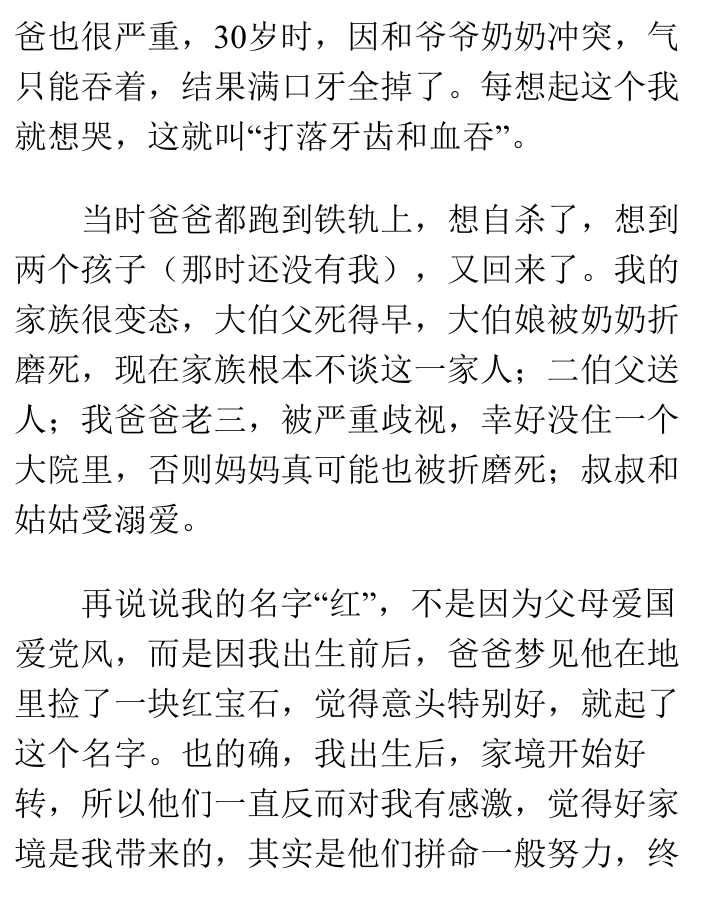 爸也很严重，30岁时，因和爷爷奶奶冲突，气
只能吞着，结果满口牙全掉了。每想起这个我
就想哭，这就叫“打落牙齿和血吞”。
当时爸爸都跑到铁轨上，想自杀了，想到
两个孩子（那时还没有我），又回来了。我的
家族很变态，大伯父死得早，大伯娘被奶奶折
磨死，现在家族根本不谈这一家人；二伯父送
人；我爸爸老三，被严重歧视，幸好没住一个
大院里，否则妈妈真可能也被折磨死；叔叔和
姑姑受溺爱。
再说说我的名字“红”，不是因为父母爱国
爱党风，而是因我出生前后，爸爸梦见他在地
里捡了一块红宝石，觉得意头特别好，就起了
这个名字。也的确，我出生后，家境开始好
转，所以他们一直反而对我有感激，觉得好家
境是我带来的，其实是他们拼命一般努力，终